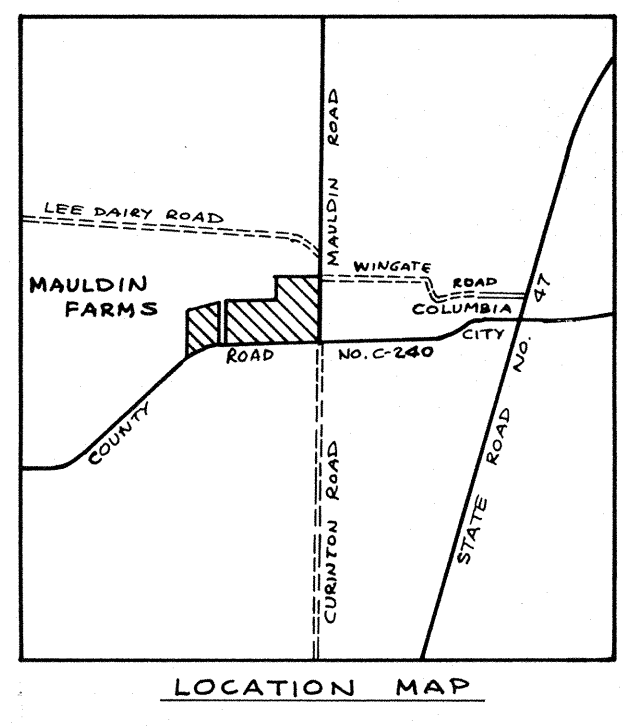 MAULDIN ROAD
LEE DAIRY ROAD
WINGATE ROAD
MAULDIN
FARMS
COLUMBIA
CITY
COUNTY ROAD NO. C-240
STATE ROAD NO. 47
CURINTON ROAD
LOCATION MAP